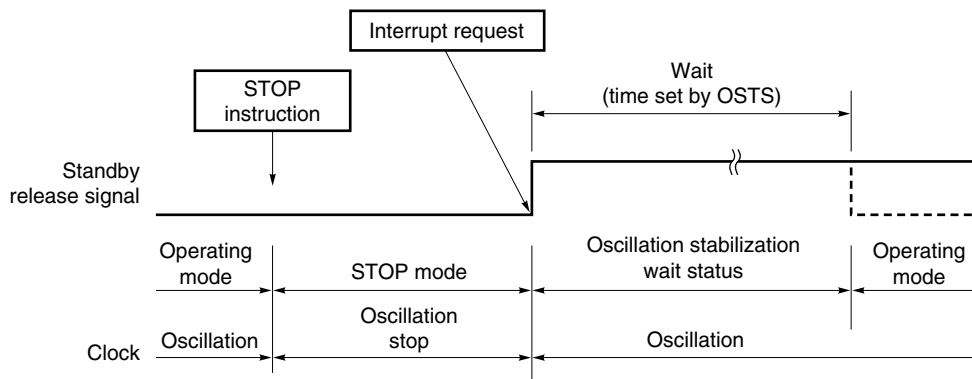 Interrupt request
STOP
instruction
Wait
(time set by OSTS)
Standby
release signal
Operating
mode
STOP mode
Oscillation stabilization
wait status
Operating
mode
Clock
Oscillation
Oscillation
stop
Oscillation